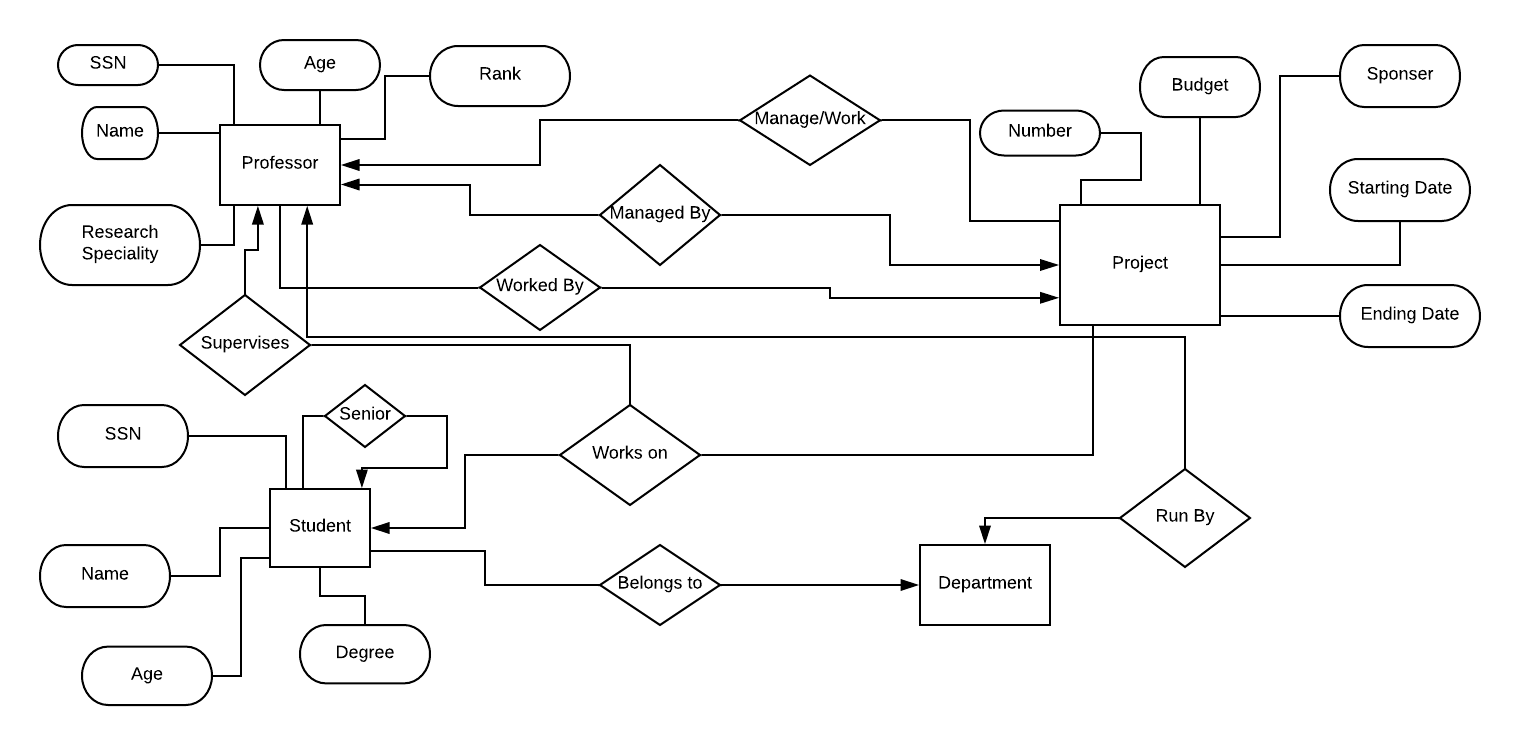 SSN
Age
Rank
Name
Professor
Research
Speciality
Manage/Work
Managed By
Worked By
Number
Budget
Sponser
Starting Date
Project
Ending Date
Supervises
Senior
SSN
Works on
Student
Run By
Name
Belongs to
Department
Age
Degree